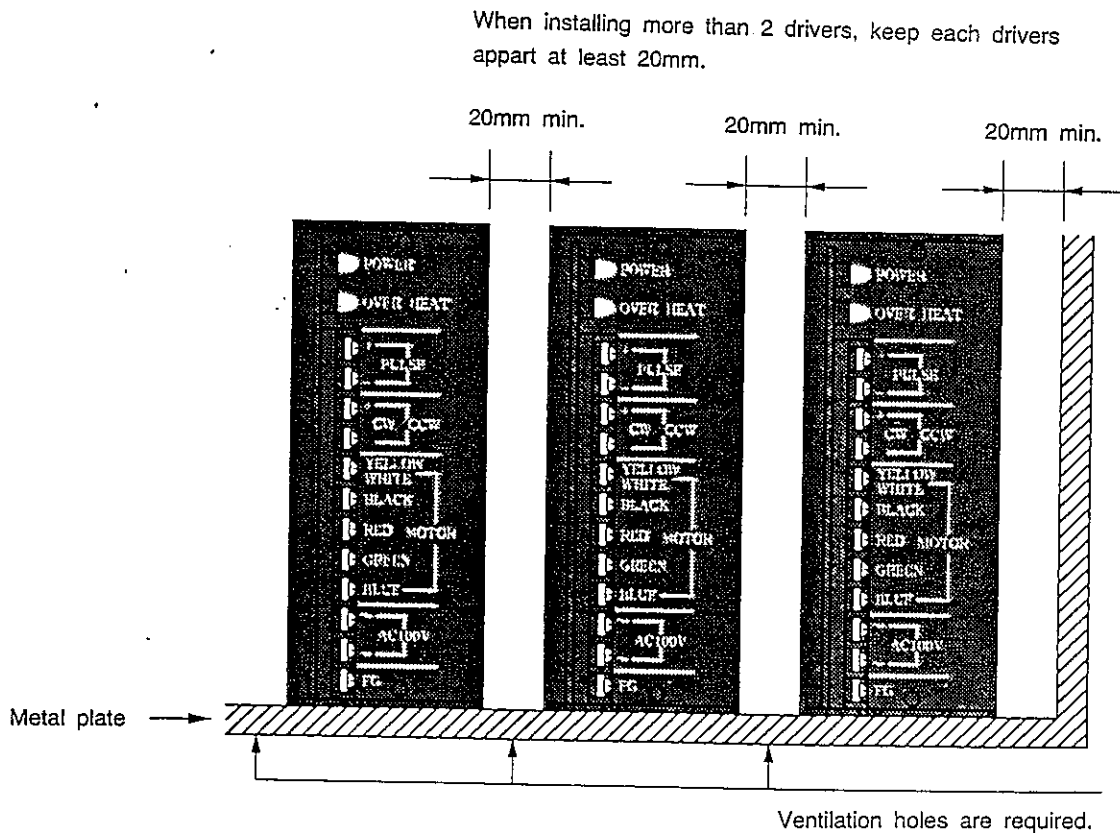 When installing more than 2 drivers, keep each drivers
appart at least 20mm.
20mm min.
20mm min.
20mm min.
POWER
OVER HEAT
+
PULSE
-
+
CW/CCW
-
YELLOW
WHITE
BLACK
RED MOTOR
GREEN
BLUE
AC100V
FG
POWER
OVER HEAT
+
PULSE
-
+
CW/CCW
-
YELLOW
WHITE
BLACK
RED MOTOR
GREEN
BLUE
AC100V
FG
POWER
OVER HEAT
+
PULSE
-
+
CW/CCW
-
YELLOW
WHITE
BLACK
RED MOTOR
GREEN
BLUE
AC100V
FG
Metal plate
Ventilation holes are required.